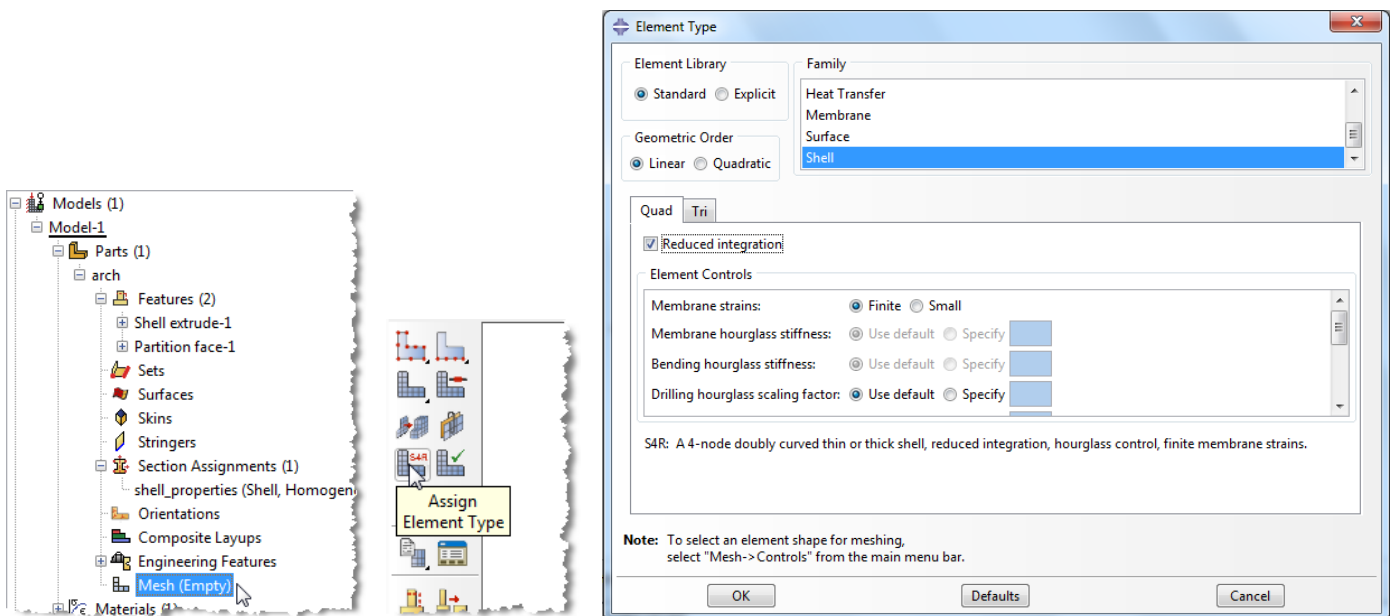 Models (1)
Model-1
Parts (1)
arch
Features (2)
Shell extrude-1
Partition face-1
Sets
Surfaces
Skins
Stringers
Section Assignments (1)
shell_properties (Shell, Homogen
Orientations
Composite Layups
Engineering Features
Mesh (Empty)
Materials
S4R
Assign
Element Type
Element Type
Element Library
Standard Explicit
Geometric Order
Linear Quadratic
Family
Heat Transfer
Membrane
Surface
Shell
Quad Tri
Reduced integration
Element Controls
Membrane strains: Finite Small
Membrane hourglass stiffness: Use default Specify
Bending hourglass stiffness: Use default Specify
Drilling hourglass scaling factor: Use default Specify
S4R: A 4-node doubly curved thin or thick shell, reduced integration, hourglass control, finite membrane strains.
Note: To select an element shape for meshing,
select "Mesh->Controls" from the main menu bar.
OK Defaults Cancel